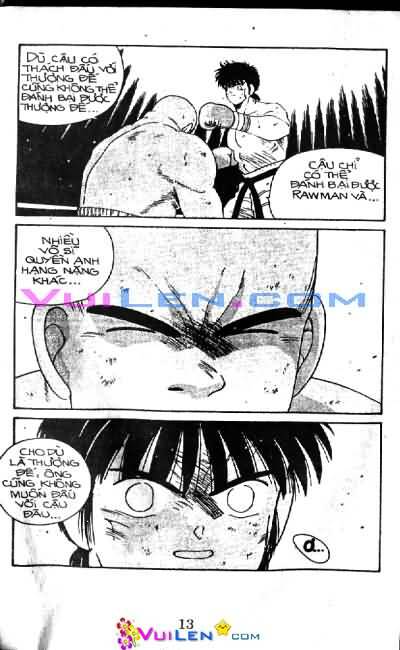 DÙ CẬU CÓ
THÁCH ĐẤU VỚI
THƯỢNG ĐẾ
CŨNG KHÔNG THỂ
ĐÁNH BẠI ĐƯỢC
THƯỢNG ĐẾ...
CẬU CHỈ
CÓ THỂ
ĐÁNH BẠI ĐƯỢC
RAWMAN VÀ...
NHIỀU
VÕ SĨ
QUYỀN ANH
HẠNG NẶNG
KHÁC...
VUILEN.COM
CHO DÙ
LÀ THƯỢNG
ĐẾ, ÔNG
CŨNG KHÔNG
MUỐN ĐẤU
VỚI CẬU
ĐÂU...
Ơ...
13
VUILEN.COM